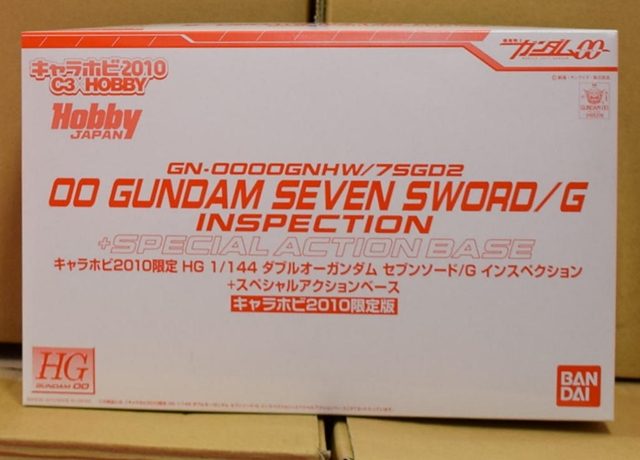 キャラホビ2010
C3×HOBBY
機動戦士
ガンダム00
Hobby
JAPAN
GUNDAM 00
GN-0000GNHW/7SGD2
00 GUNDAM SEVEN SWORD/G
INSPECTION
+SPECIAL ACTION BASE
キャラホビ2010限定 HG 1/144 ダブルオーガンダム セブンソード/G インスペクション
+スペシャルアクションベース
キャラホビ2010限定版
HG
GUNDAM 00
BAN
DAI